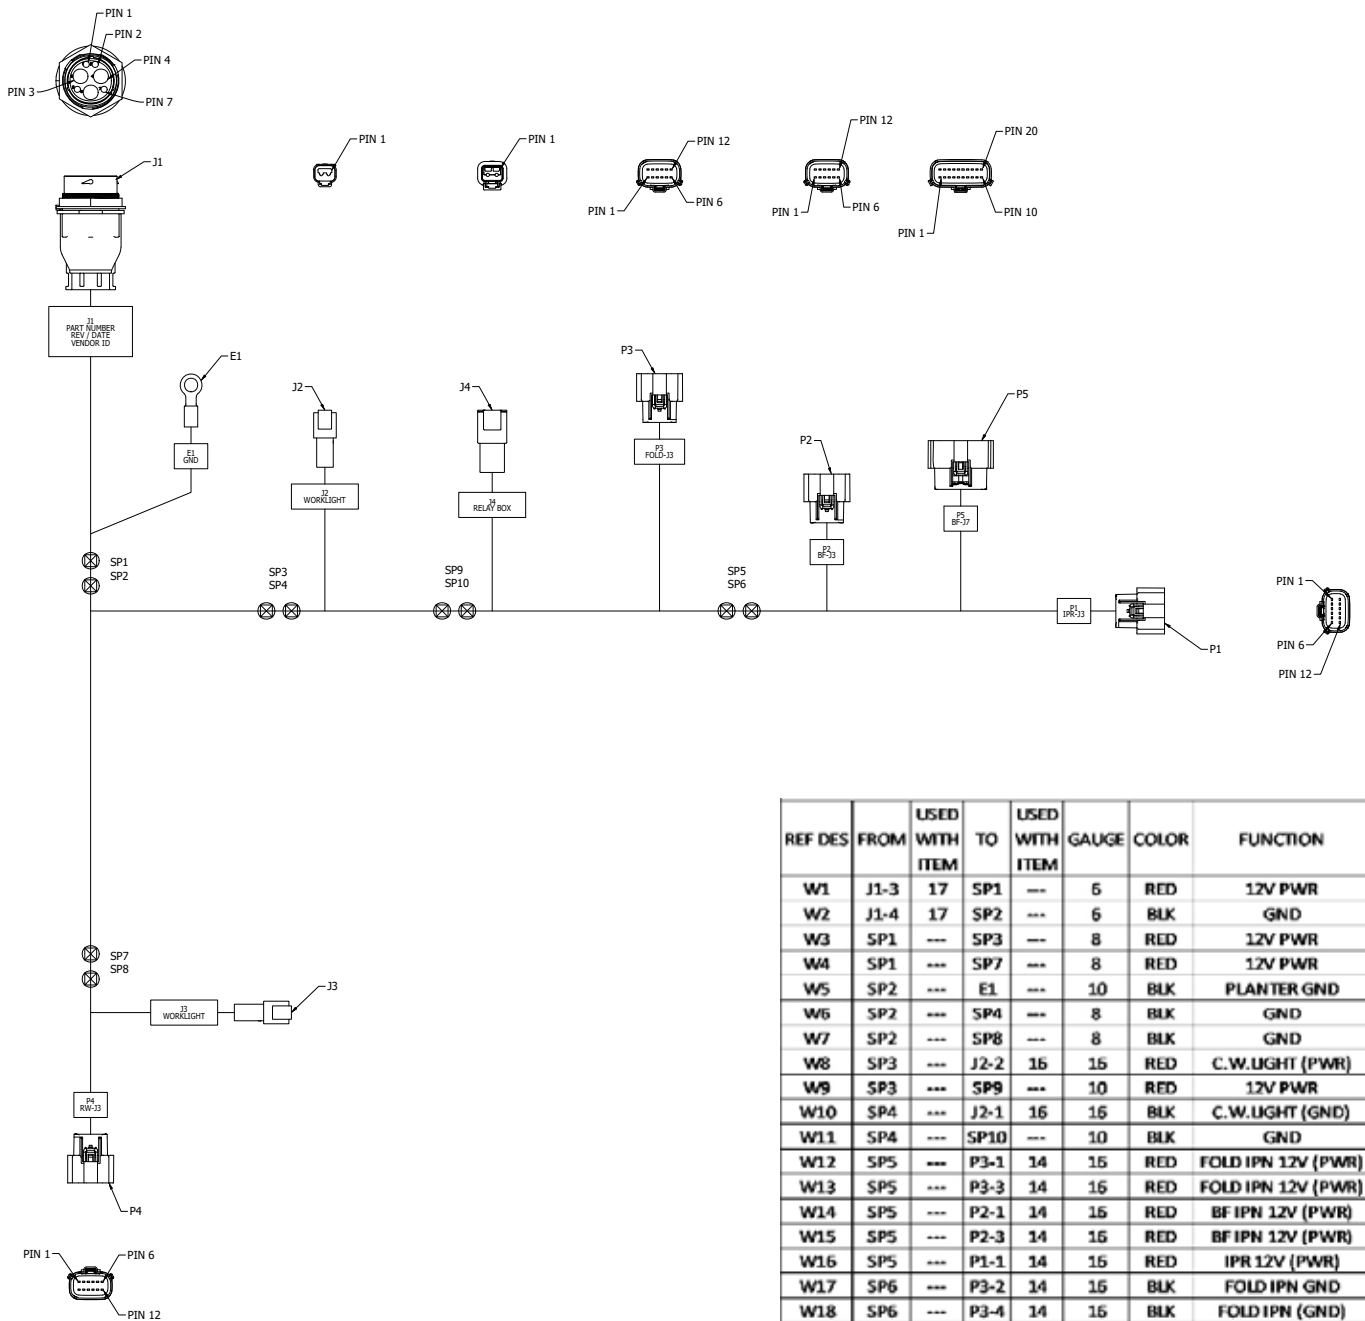 PIN 1
PIN 2
PIN 4
PIN 3
PIN 7
J1
PIN 1
PIN 1
PIN 12
PIN 1
PIN 6
PIN 12
PIN 1
PIN 6
PIN 20
PIN 1
PIN 10
J1
PART NUMBER
REV / DATE
VENDOR ID
E1
E1
GND
J2
J2
WORKLIGHT
J4
J4
RELAY BOX
P3
P3
FOLD-J3
P2
P2
BF-J3
P5
P5
BF-J7
SP1
SP2
SP3
SP4
SP9
SP10
SP5
SP6
P1
IPR-J3
P1
PIN 1
PIN 6
PIN 12
SP7
SP8
J3
WORKLIGHT
J3
P4
RW-J3
P4
PIN 1
PIN 6
PIN 12
REF DES FROM USED WITH ITEM TO USED WITH ITEM GAUGE COLOR FUNCTION
W1 J1-3 17 SP1 --- 6 RED 12V PWR
W2 J1-4 17 SP2 --- 6 BLK GND
W3 SP1 --- SP3 --- 8 RED 12V PWR
W4 SP1 --- SP7 --- 8 RED 12V PWR
W5 SP2 --- E1 --- 10 BLK PLANTER GND
W6 SP2 --- SP4 --- 8 BLK GND
W7 SP2 --- SP8 --- 8 BLK GND
W8 SP3 --- J2-2 16 16 RED C.W.LIGHT (PWR)
W9 SP3 --- SP9 --- 10 RED 12V PWR
W10 SP4 --- J2-1 16 16 BLK C.W.LIGHT (GND)
W11 SP4 --- SP10 --- 10 BLK GND
W12 SP5 --- P3-1 14 16 RED FOLD IPN 12V (PWR)
W13 SP5 --- P3-3 14 16 RED FOLD IPN 12V (PWR)
W14 SP5 --- P2-1 14 16 RED BF IPN 12V (PWR)
W15 SP5 --- P2-3 14 16 RED BF IPN 12V (PWR)
W16 SP5 --- P1-1 14 16 RED IPR 12V (PWR)
W17 SP6 --- P3-2 14 16 BLK FOLD IPN GND
W18 SP6 --- P3-4 14 16 BLK FOLD IPN (GND)